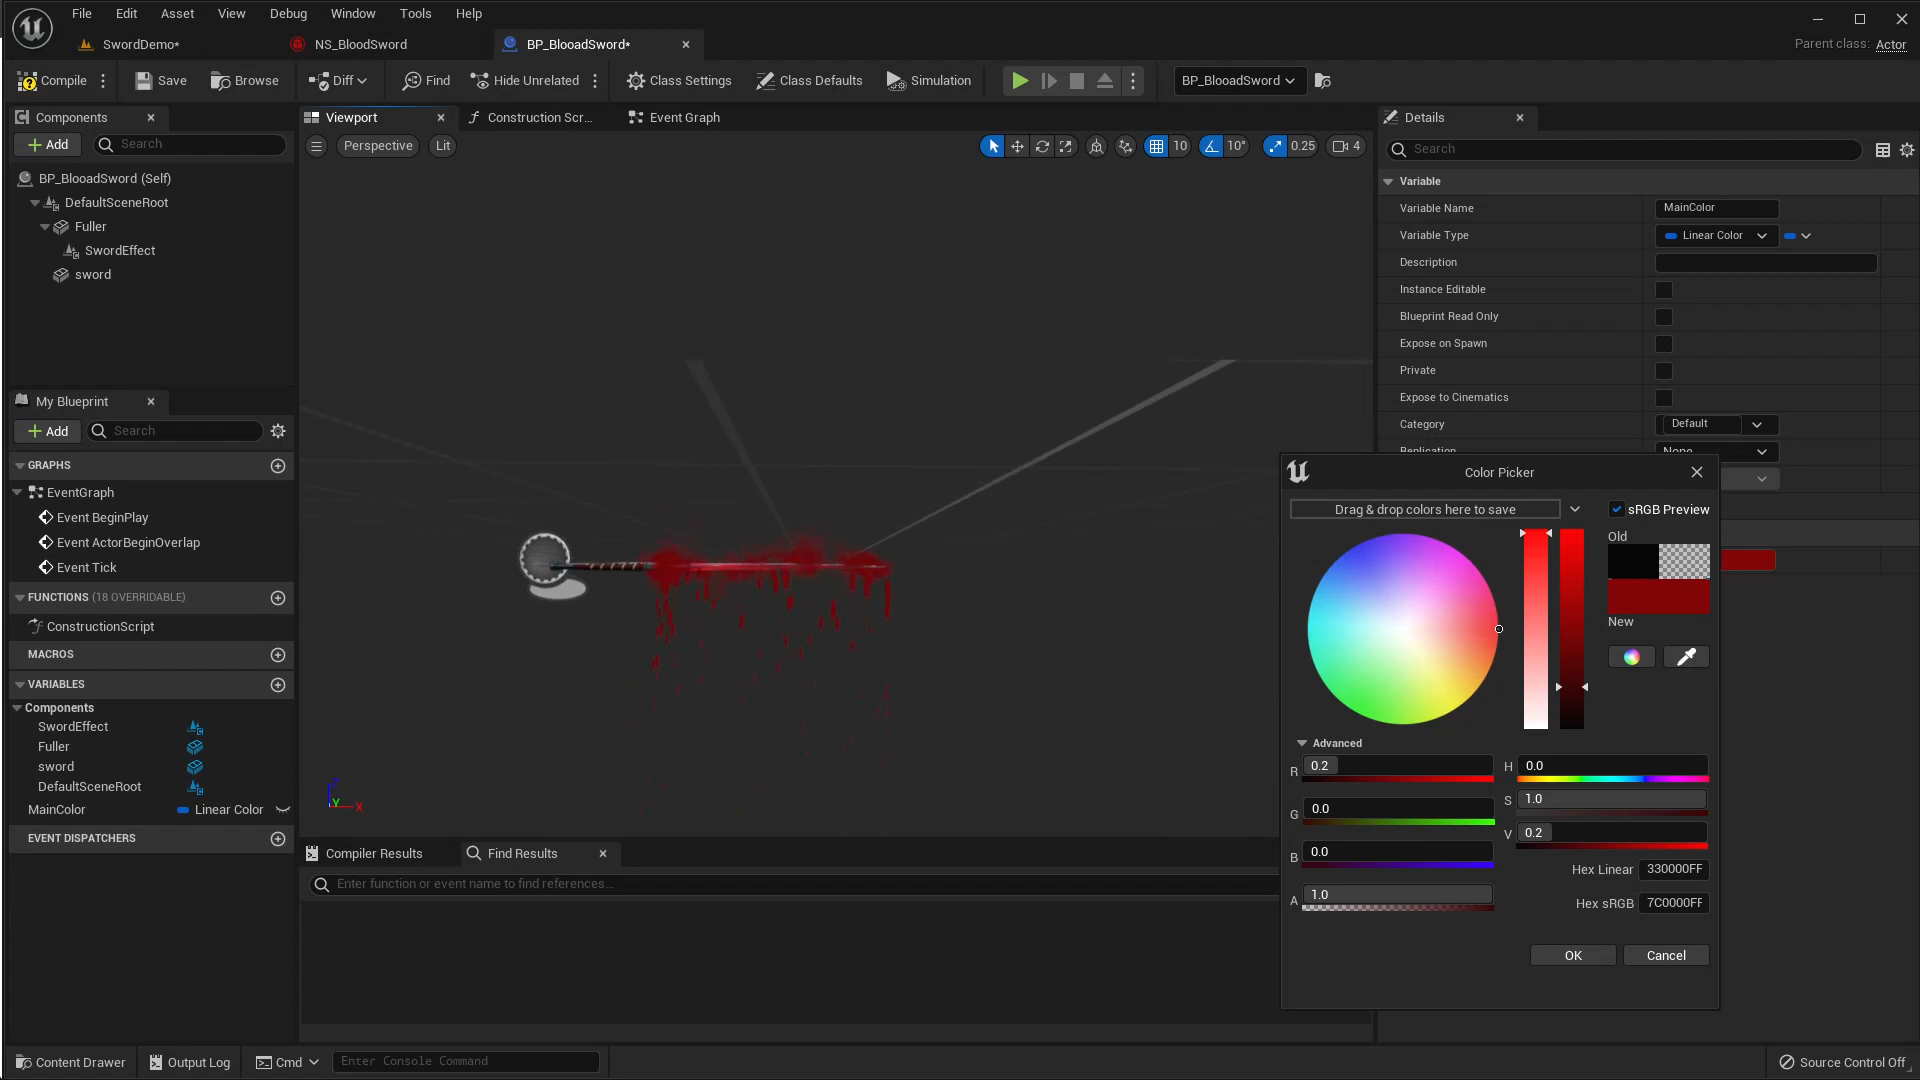 File Edit Asset View Debug Window Tools Help
SwordDemo* NS_BloodSword BP_BlooadSword*
Parent class: Actor
Compile Save Browse Diff Find Hide Unrelated Class Settings Class Defaults Simulation BP_BlooadSword
Components
Add Search
BP_BlooadSword (Self)
DefaultSceneRoot
Fuller
SwordEffect
sword
My Blueprint
Add Search
GRAPHS
EventGraph
Event BeginPlay
Event ActorBeginOverlap
Event Tick
FUNCTIONS (18 OVERRIDABLE)
ConstructionScript
MACROS
VARIABLES
Components
SwordEffect
Fuller
sword
DefaultSceneRoot
MainColor Linear Color
EVENT DISPATCHERS
Viewport Construction Scr... Event Graph
Perspective Lit 10 10° 0.25 4
Z
Y X
Compiler Results Find Results
Enter function or event name to find references...
Details
Search
Variable
Variable Name MainColor
Variable Type Linear Color
Description
Instance Editable
Blueprint Read Only
Expose on Spawn
Private
Expose to Cinematics
Category Default
Replication None
Color Picker
Drag & drop colors here to save sRGB Preview
Old
New
Advanced
R 0.2 H 0.0
G 0.0 S 1.0
B 0.0 V 0.2
Hex Linear 330000FF
A 1.0 Hex sRGB 7C0000FF
OK Cancel
Content Drawer Output Log Cmd Enter Console Command Source Control Off